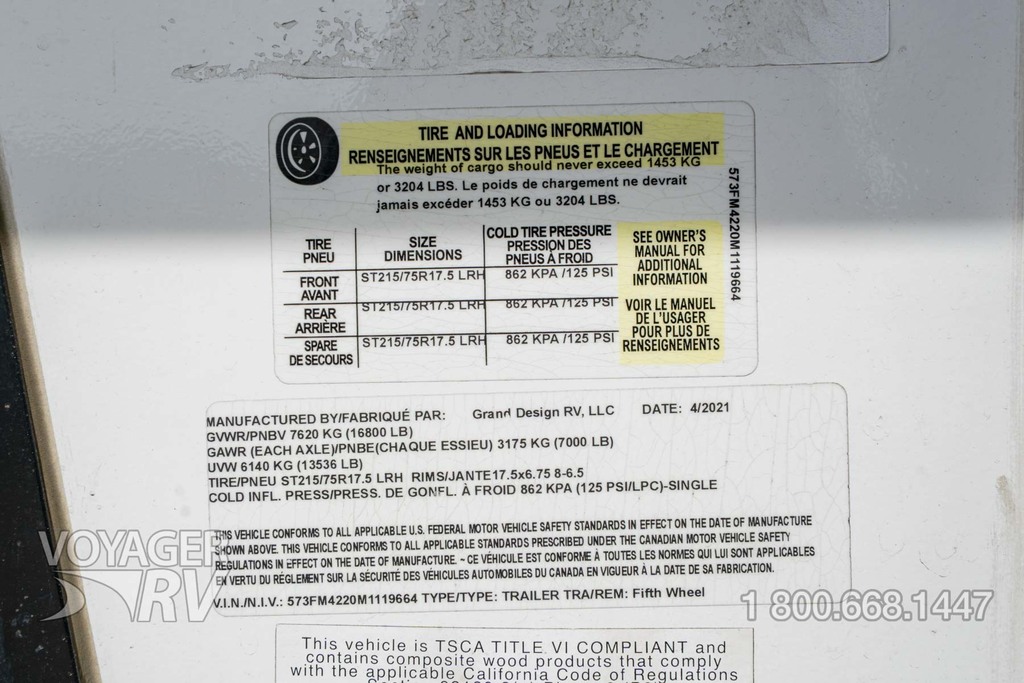 TIRE AND LOADING INFORMATION
RENSEIGNEMENTS SUR LES PNEUS ET LE CHARGEMENT
The weight of cargo should never exceed 1453 KG
or 3204 LBS. Le poids de chargement ne devrait
jamais excéder 1453 KG ou 3204 LBS.
573FM4220M1119664
TIRE
PNEU
SIZE
DIMENSIONS
COLD TIRE PRESSURE
PRESSION DES
PNEUS À FROID
FRONT
AVANT
ST215/75R17.5 LRH
862 KPA /125 PSI
REAR
ARRIÈRE
ST215/75R17.5 LRH
862 KPA /125 PSI
SPARE
DE SECOURS
ST215/75R17.5 LRH
862 KPA /125 PSI
SEE OWNER'S
MANUAL FOR
ADDITIONAL
INFORMATION
VOIR LE MANUEL
DE L'USAGER
POUR PLUS DE
RENSEIGNEMENTS
MANUFACTURED BY/FABRIQUÉ PAR: Grand Design RV, LLC DATE: 4/2021
GVWR/PNBV 7620 KG (16800 LB)
GAWR (EACH AXLE)/PNBE(CHAQUE ESSIEU) 3175 KG (7000 LB)
UVW 6140 KG (13536 LB)
TIRE/PNEU ST215/75R17.5 LRH RIMS/JANTE 17.5x6.75 8-6.5
COLD INFL. PRESS/PRESS. DE GONFL. À FROID 862 KPA (125 PSI/LPC)-SINGLE
THIS VEHICLE CONFORMS TO ALL APPLICABLE U.S. FEDERAL MOTOR VEHICLE SAFETY STANDARDS IN EFFECT ON THE DATE OF MANUFACTURE
SHOWN ABOVE. THIS VEHICLE CONFORMS TO ALL APPLICABLE STANDARDS PRESCRIBED UNDER THE CANADIAN MOTOR VEHICLE SAFETY
REGULATIONS IN EFFECT ON THE DATE OF MANUFACTURE. ~ CE VÉHICULE EST CONFORME À TOUTES LES NORMES QUI LUI SONT APPLICABLES
EN VERTU DU RÉGLEMENT SUR LA SÉCURITÉ DES VÉHICULES AUTOMOBILES DU CANADA EN VIGUEUR À LA DATE DE SA FABRICATION.
V.I.N./N.I.V.: 573FM4220M1119664 TYPE/TYPE: TRAILER TRA/REM: Fifth Wheel
VOYAGER
RV
1 800.668.1447
This vehicle is TSCA TITLE VI COMPLIANT and
contains composite wood products that comply
with the applicable California Code of Regulations